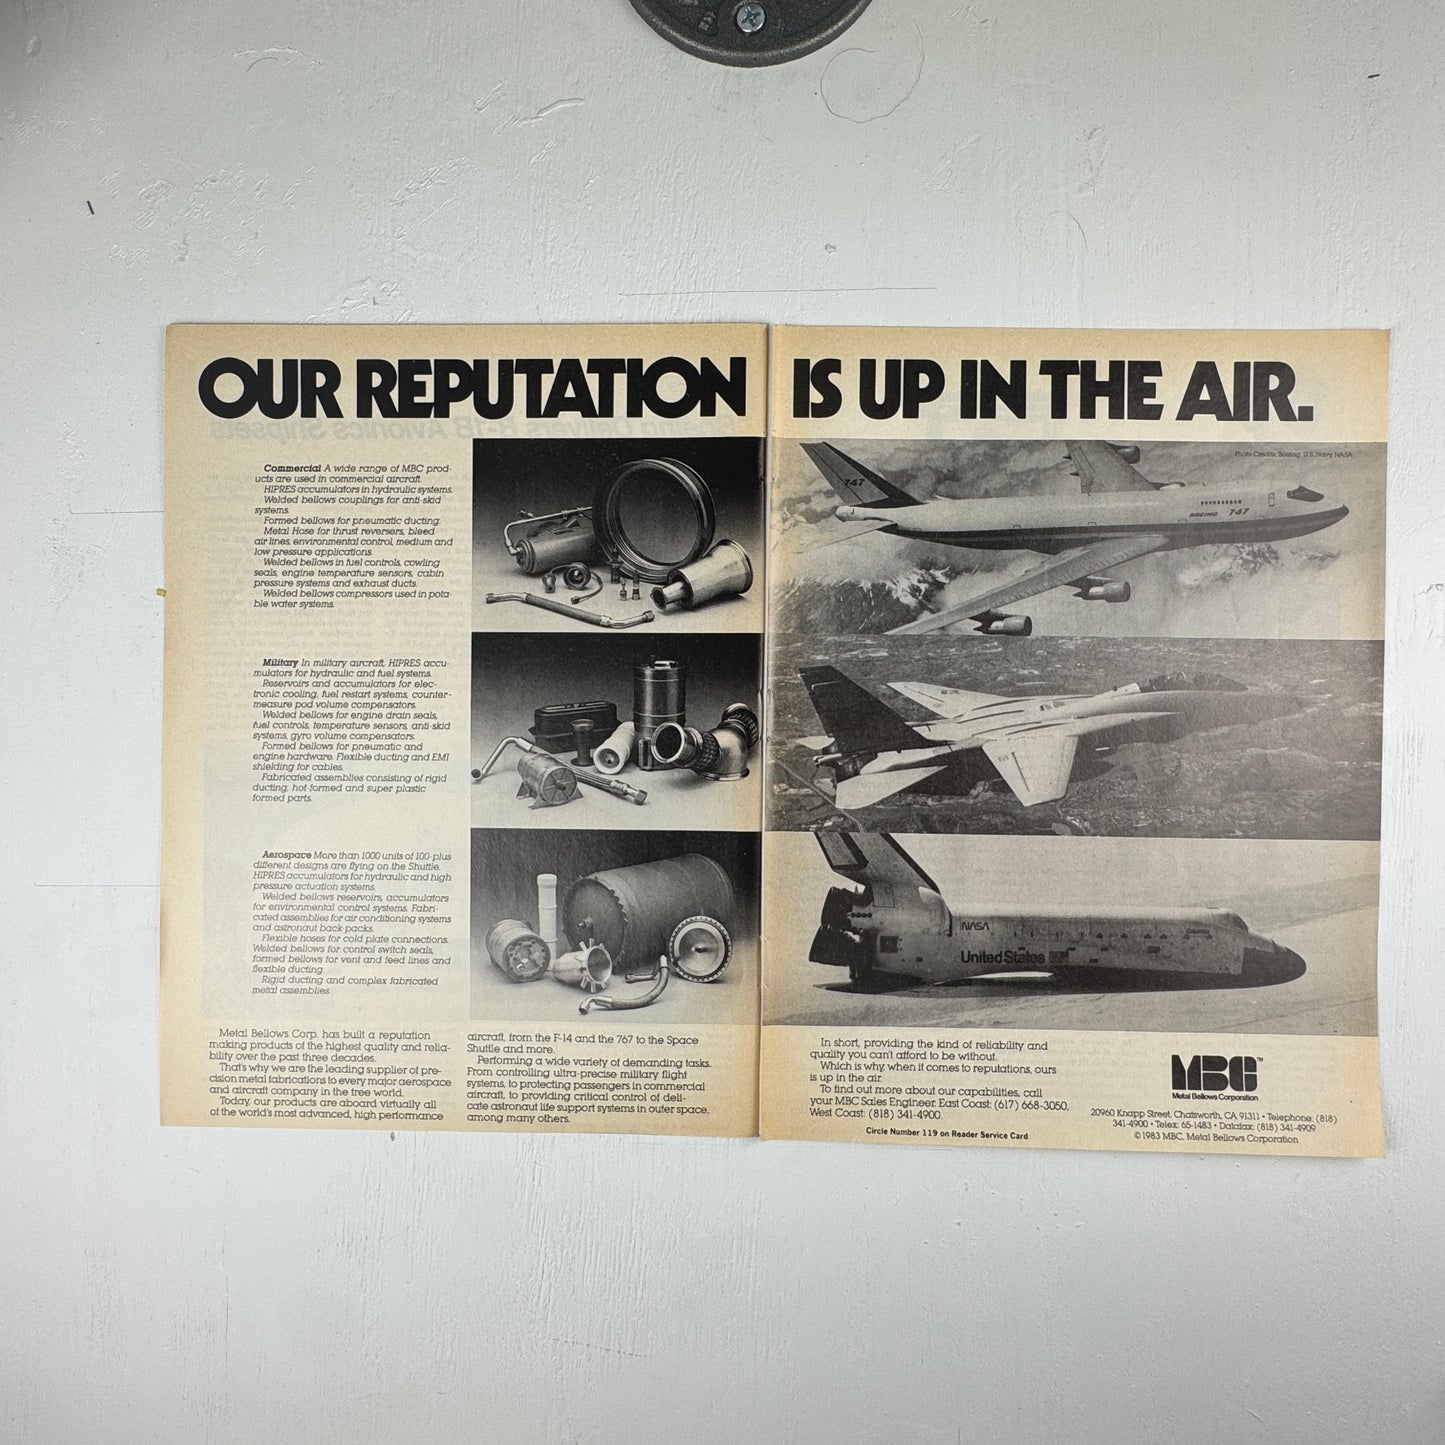 OUR REPUTATION IS UP IN THE AIR.
Commercial A wide range of MBC prod-
ucts are used in commercial aircraft.
HIPRES accumulators in hydraulic systems.
Welded bellows couplings for anti-skid
systems.
Formed bellows for pneumatic ducting.
Metal Hose for thrust reversers, bleed
air lines, environmental control, medium and
low pressure applications.
Welded bellows in fuel controls, cowling
seals, engine temperature sensors, cabin
pressure systems and exhaust ducts.
Welded bellows compressors used in pota-
ble water systems.
Military In military aircraft, HIPRES accu-
mulators for hydraulic and fuel systems.
Reservoirs and accumulators for elec-
tronic cooling, fuel restart systems, counter-
measure pod volume compensators.
Welded bellows for engine drain seals,
fuel controls, temperature sensors, anti-skid
systems, gyro volume compensators.
Formed bellows for pneumatic and
engine hardware. Flexible ducting and EMI
shielding for cables.
Fabricated assemblies consisting of rigid
ducting, hot-formed and super plastic
formed parts.
Aerospace More than 1000 units of 100-plus
different designs are flying on the Shuttle.
HIPRES accumulators for hydraulic and high
pressure actuation systems.
Welded bellows reservoirs, accumulators
for environmental control systems. Fabri-
cated assemblies for air conditioning systems
and astronaut back packs.
Flexible hoses for cold plate connections.
Welded bellows for control switch seals,
formed bellows for vent and feed lines and
flexible ducting.
Rigid ducting and complex fabricated
metal assemblies.
Metal Bellows Corp. has built a reputation
making products of the highest quality and relia-
bility over the past three decades.
That's why we are the leading supplier of pre-
cision metal fabrications to every major aerospace
and aircraft company in the free world.
Today, our products are aboard virtually all
of the world's most advanced, high performance
aircraft, from the F-14 and the 767 to the Space
Shuttle and more.
Performing a wide variety of demanding tasks.
From controlling ultra-precise military flight
systems, to protecting passengers in commercial
aircraft, to providing critical control of deli-
cate astronaut life support systems in outer space,
among many others.
Photo Credits: Boeing, U.S. Navy NASA
747
BOEING 747
NASA
United States
Columbia
In short, providing the kind of reliability and
quality you can't afford to be without.
Which is why, when it comes to reputations, ours
is up in the air.
To find out more about our capabilities, call
your MBC Sales Engineer. East Coast: (617) 668-3050,
West Coast: (818) 341-4900.
Circle Number 119 on Reader Service Card
MBC™
Metal Bellows Corporation
20960 Knapp Street, Chatsworth, CA 91311 • Telephone: (818)
341-4900 • Telex: 65-1483 • Datafax: (818) 341-4909
© 1983 MBC, Metal Bellows Corporation